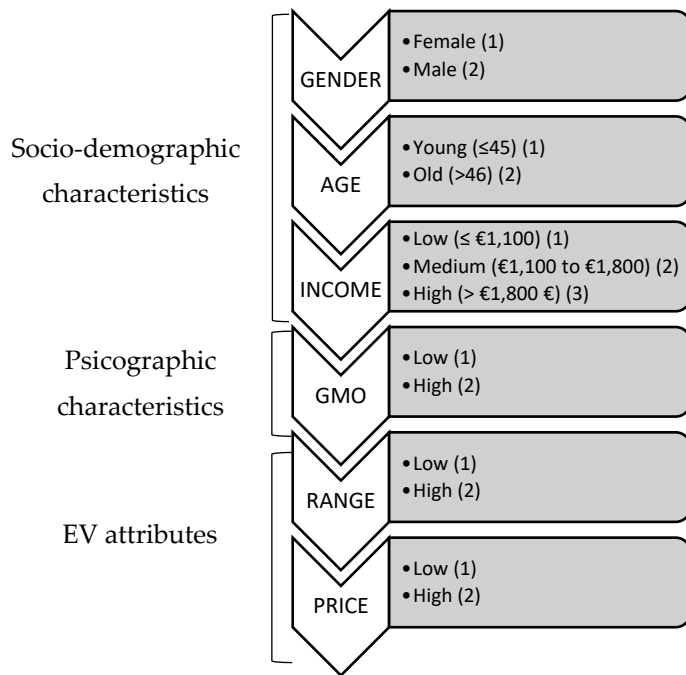 Socio-demographic
characteristics
GENDER
• Female (1)
• Male (2)
AGE
• Young (≤45) (1)
• Old (>46) (2)
INCOME
• Low (≤ €1,100) (1)
• Medium (€1,100 to €1,800) (2)
• High (> €1,800 €) (3)
Psicographic
characteristics
GMO
• Low (1)
• High (2)
EV attributes
RANGE
• Low (1)
• High (2)
PRICE
• Low (1)
• High (2)